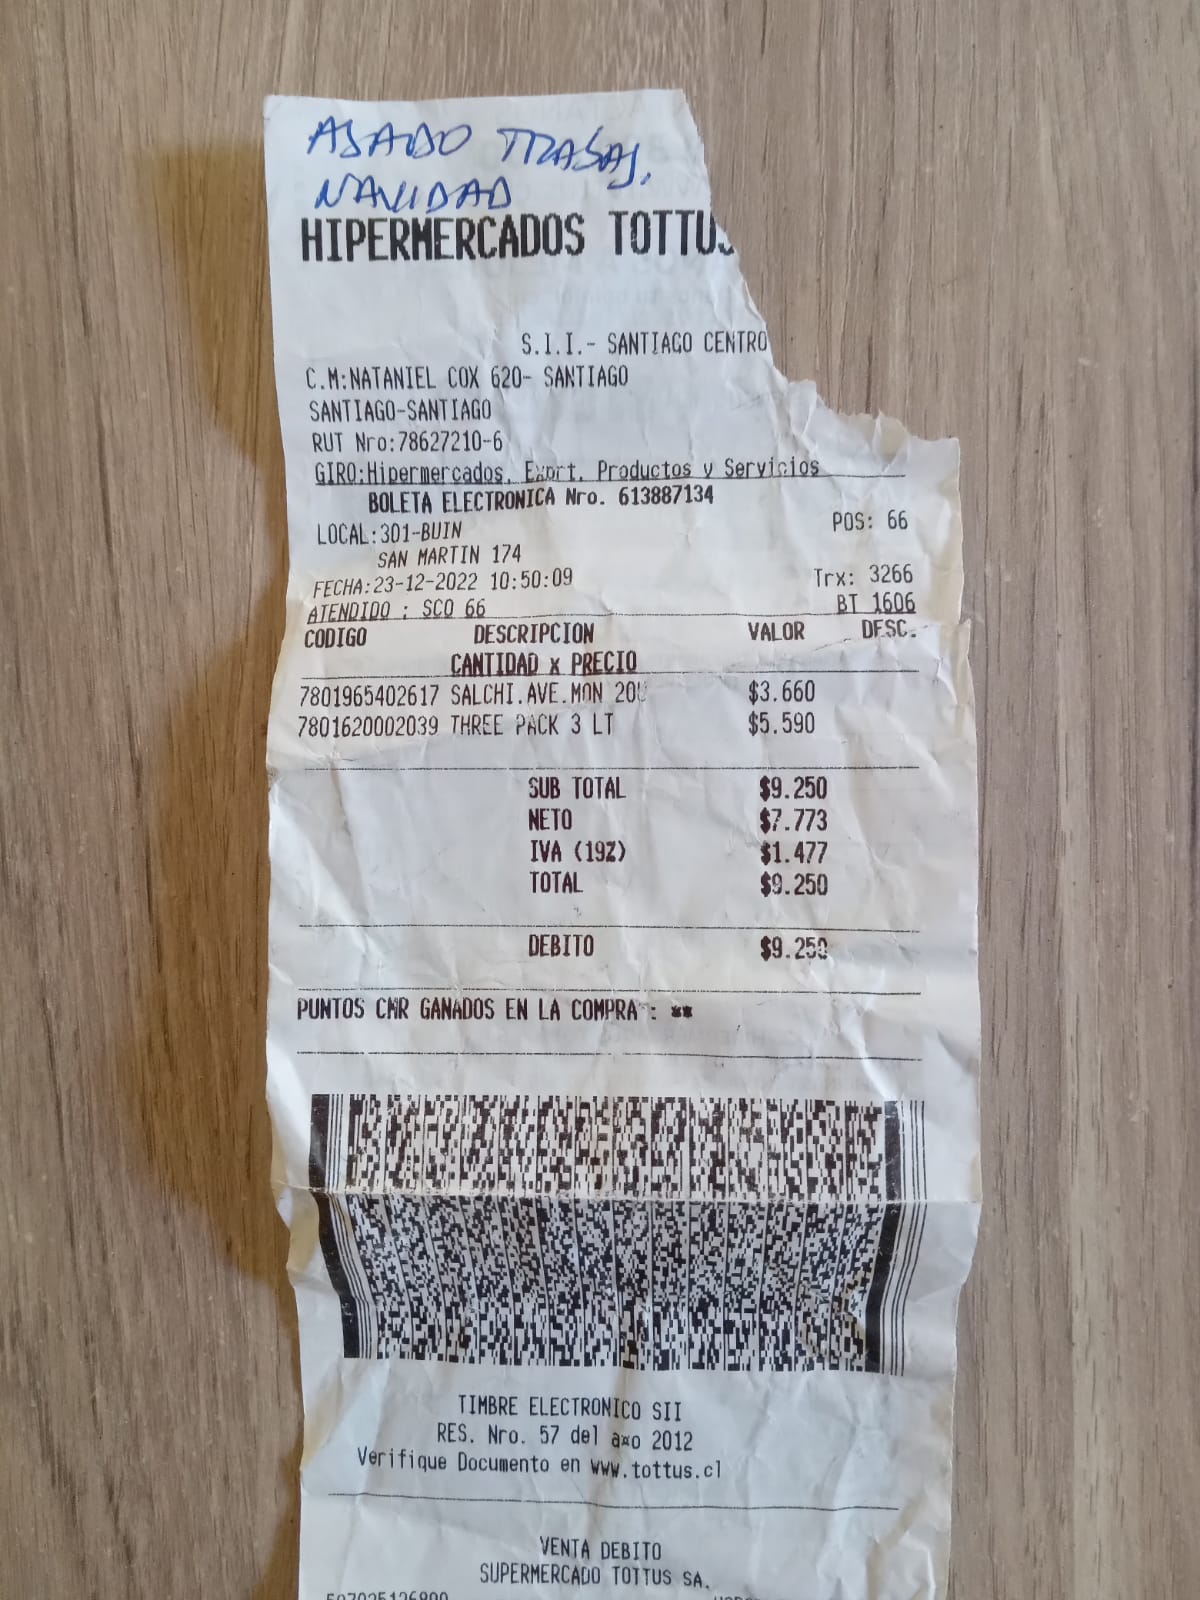 ASADO TRABAJ.
NAVIDAD
HIPERMERCADOS TOTTUS
S.I.I.- SANTIAGO CENTRO
C.M:NATANIEL COX 620- SANTIAGO
SANTIAGO-SANTIAGO
RUT Nro:78627210-6
GIRO:Hipermercados, Exprt. Productos y Servicios
BOLETA ELECTRONICA Nro. 613887134
LOCAL:301-BUIN POS: 66
SAN MARTIN 174
FECHA:23-12-2022 10:50:09 Trx: 3266
ATENDIDO : SCO 66 BT 1606
CODIGO DESCRIPCION VALOR DESC.
CANTIDAD x PRECIO
7801965402617 SALCHI.AVE.MON 20U $3.660
7801620002039 THREE PACK 3 LT $5.590
SUB TOTAL $9.250
NETO $7.773
IVA (19%) $1.477
TOTAL $9.250
DEBITO $9.250
PUNTOS CMR GANADOS EN LA COMPRA : **
TIMBRE ELECTRONICO SII
RES. Nro. 57 del a¤o 2012
Verifique Documento en www.tottus.cl
VENTA DEBITO
SUPERMERCADO TOTTUS SA.